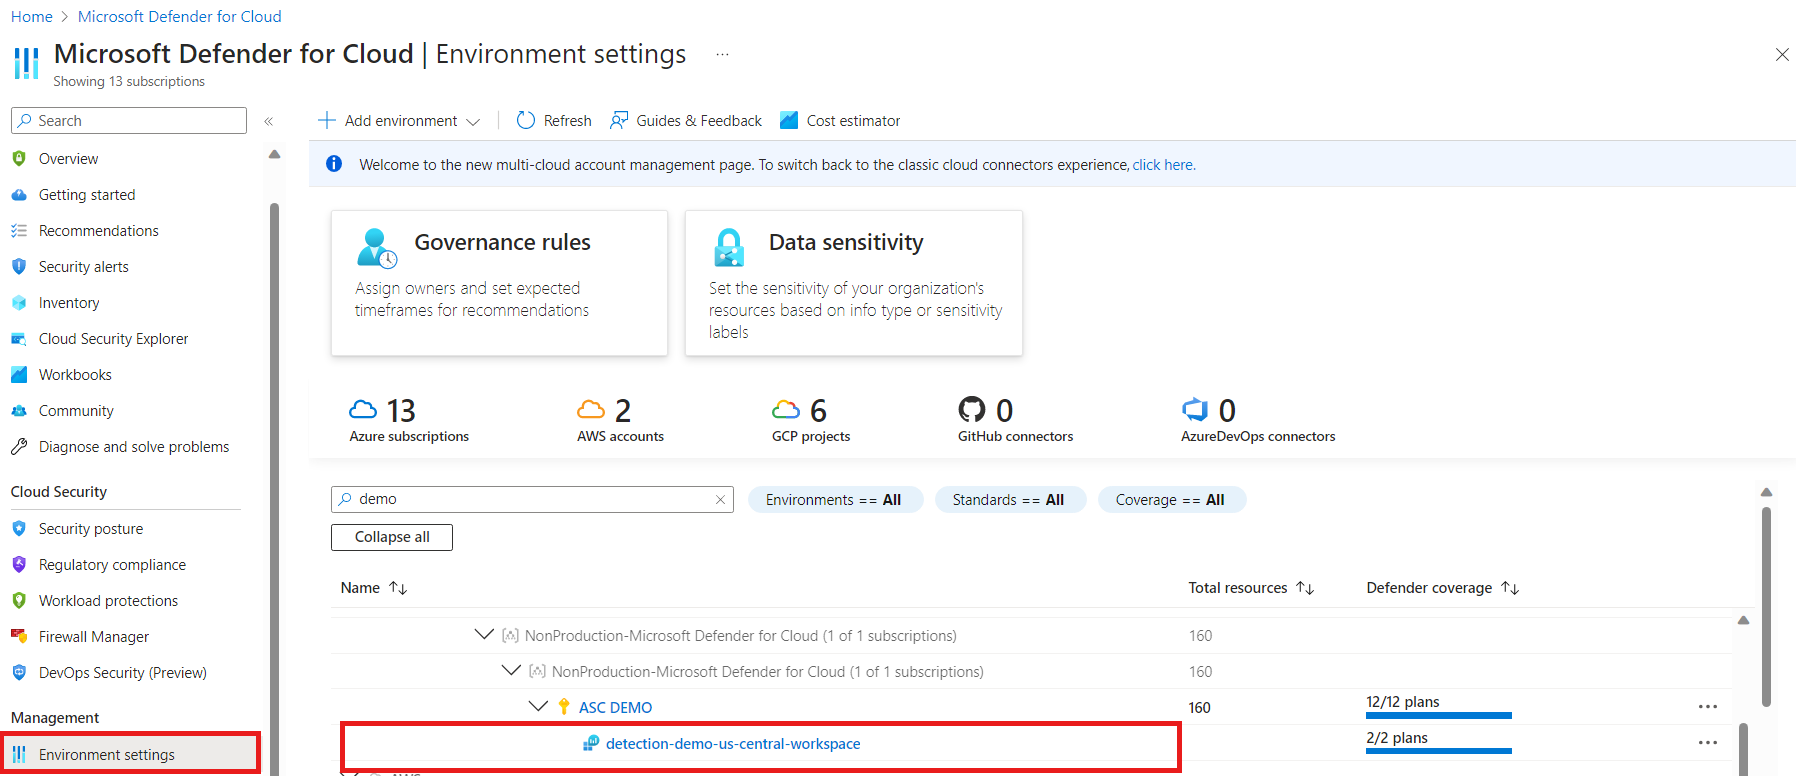 Home > Microsoft Defender for Cloud
Microsoft Defender for Cloud | Environment settings ...
Showing 13 subscriptions
Search
«
Overview
Getting started
Recommendations
Security alerts
Inventory
Cloud Security Explorer
Workbooks
Community
Diagnose and solve problems
Cloud Security
Security posture
Regulatory compliance
Workload protections
Firewall Manager
DevOps Security (Preview)
Management
Environment settings
Add environment
Refresh
Guides & Feedback
Cost estimator
Welcome to the new multi-cloud account management page. To switch back to the classic cloud connectors experience, click here.
Governance rules
Assign owners and set expected
timeframes for recommendations
Data sensitivity
Set the sensitivity of your organization's
resources based on info type or sensitivity
labels
13
Azure subscriptions
2
AWS accounts
6
GCP projects
0
GitHub connectors
0
AzureDevOps connectors
demo
Environments == All
Standards == All
Coverage == All
Collapse all
Name
Total resources
Defender coverage
NonProduction-Microsoft Defender for Cloud (1 of 1 subscriptions) 160
NonProduction-Microsoft Defender for Cloud (1 of 1 subscriptions) 160
ASC DEMO 160 12/12 plans ...
detection-demo-us-central-workspace 2/2 plans ...